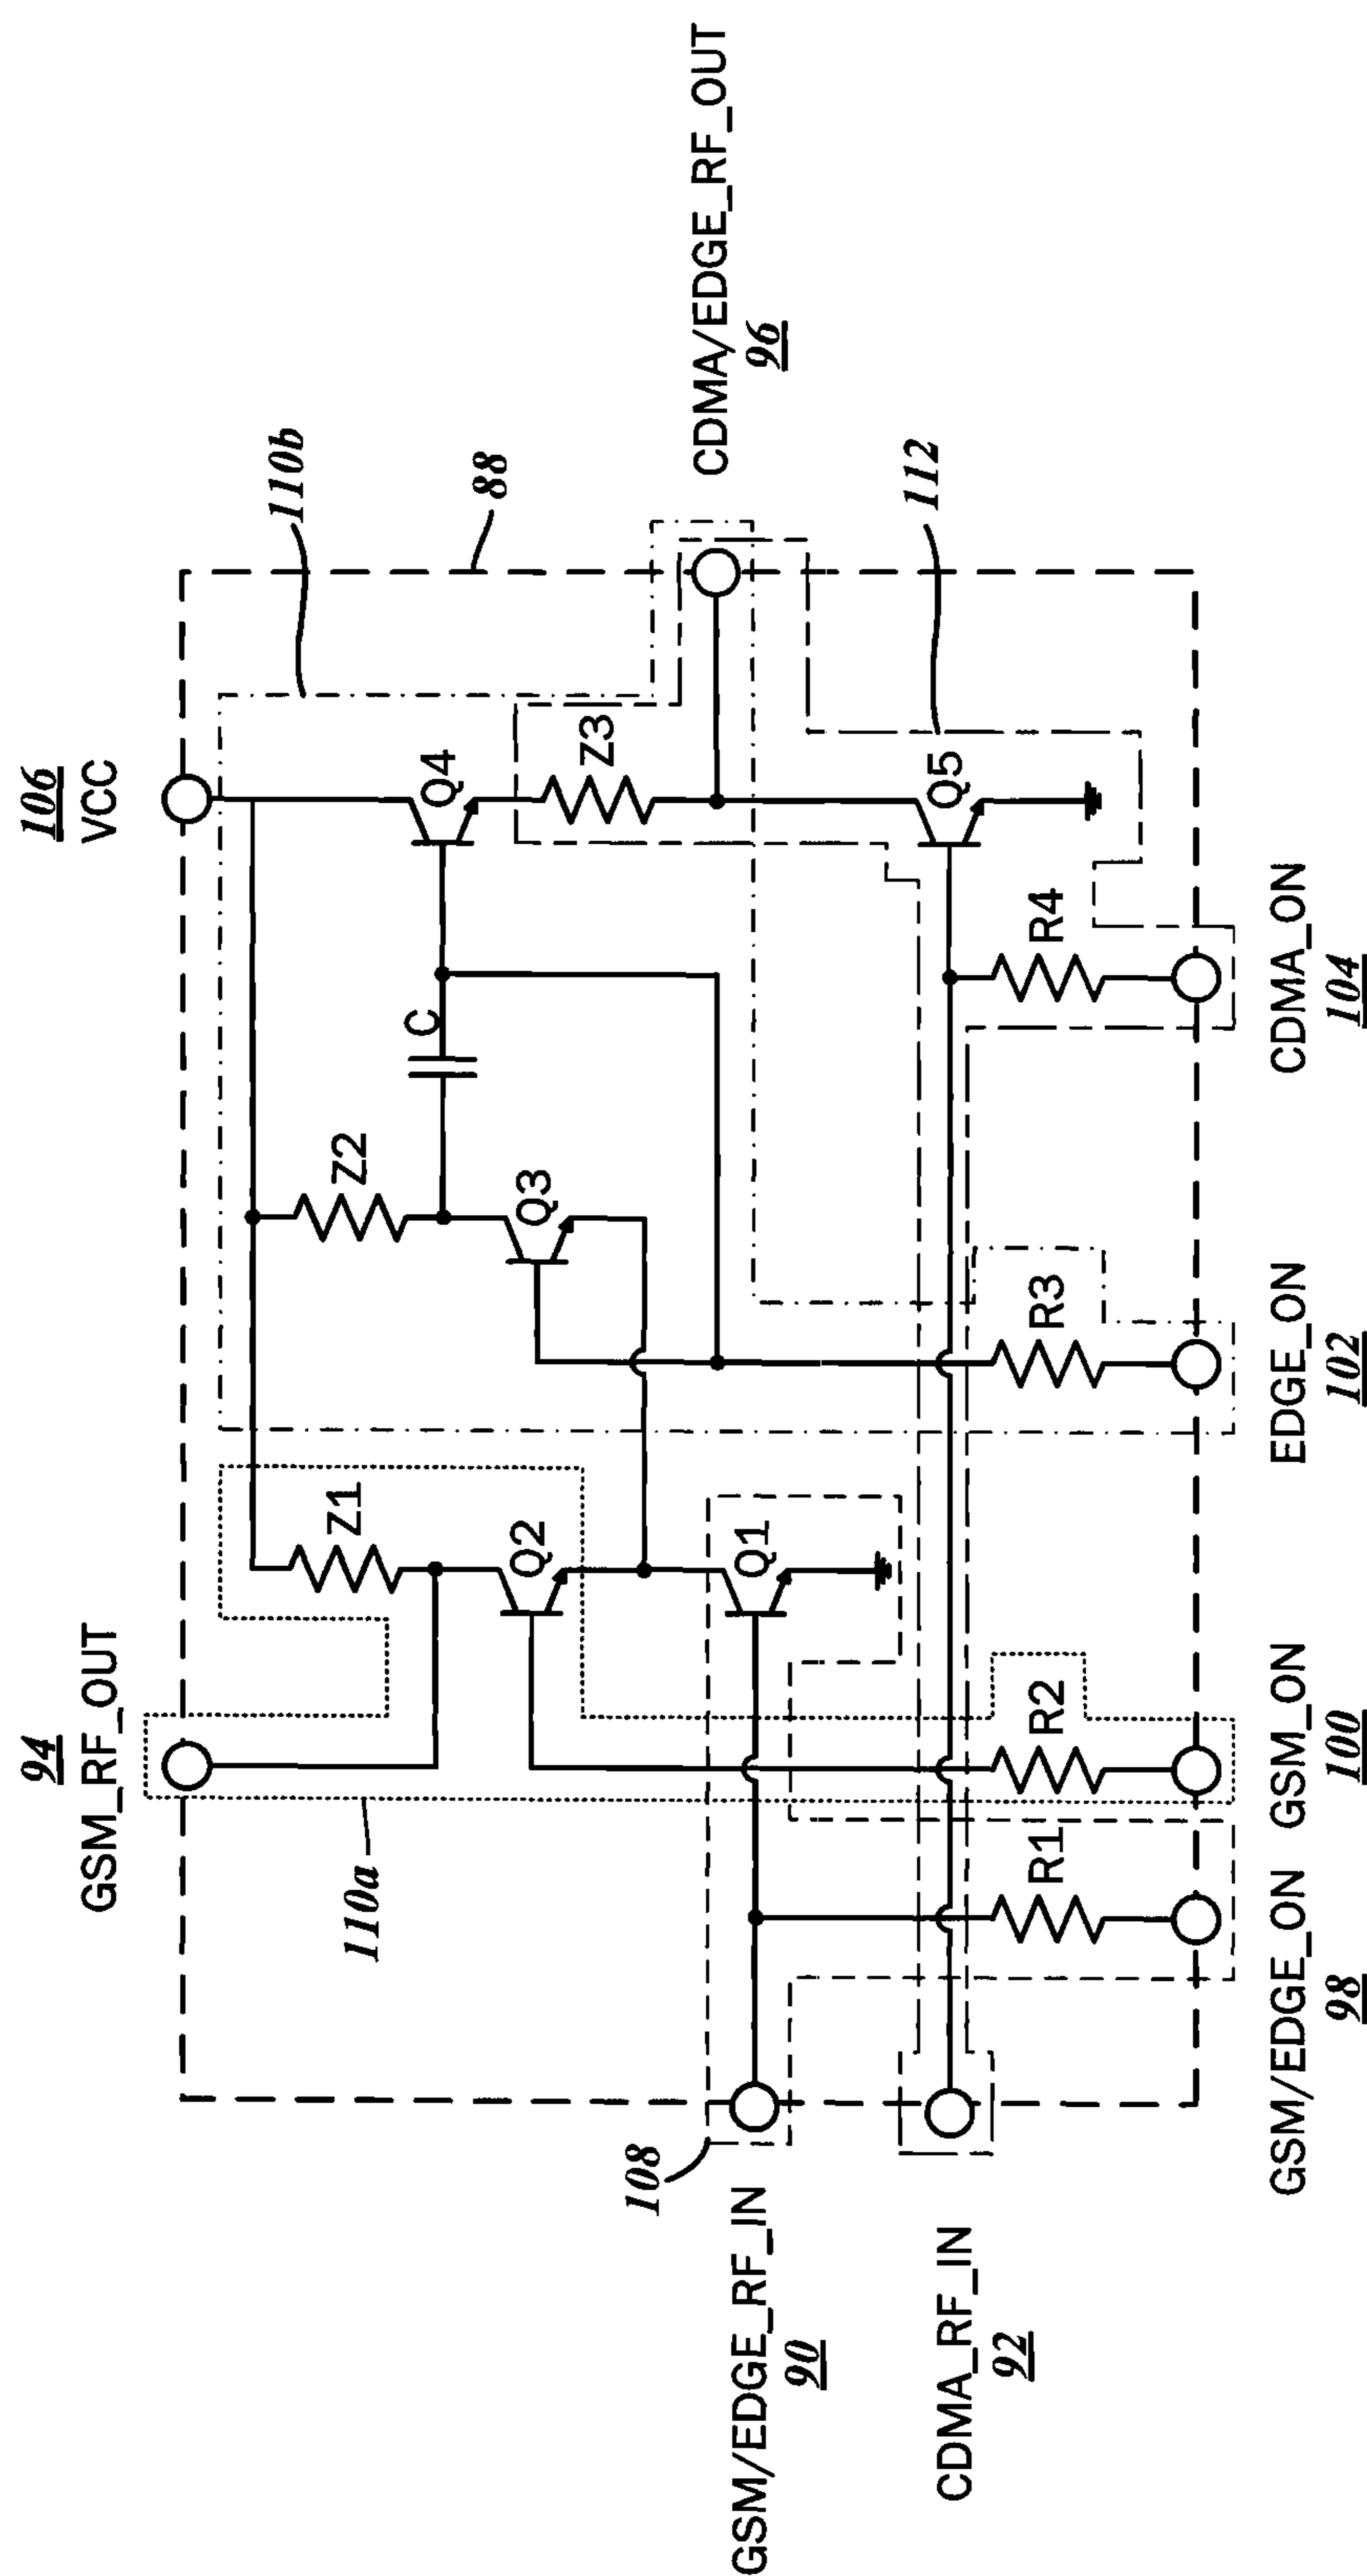 106
VCC
94
GSM_RF_OUT
110b
88
110a
Z1
Z2
C
Q4
Q2
Q3
Z3
CDMA/EDGE_RF_OUT
96
108
Q1
112
GSM/EDGE_RF_IN
90
Q5
CDMA_RF_IN
92
R1
R2
R3
R4
GSM/EDGE_ON
98
GSM_ON
100
EDGE_ON
102
CDMA_ON
104